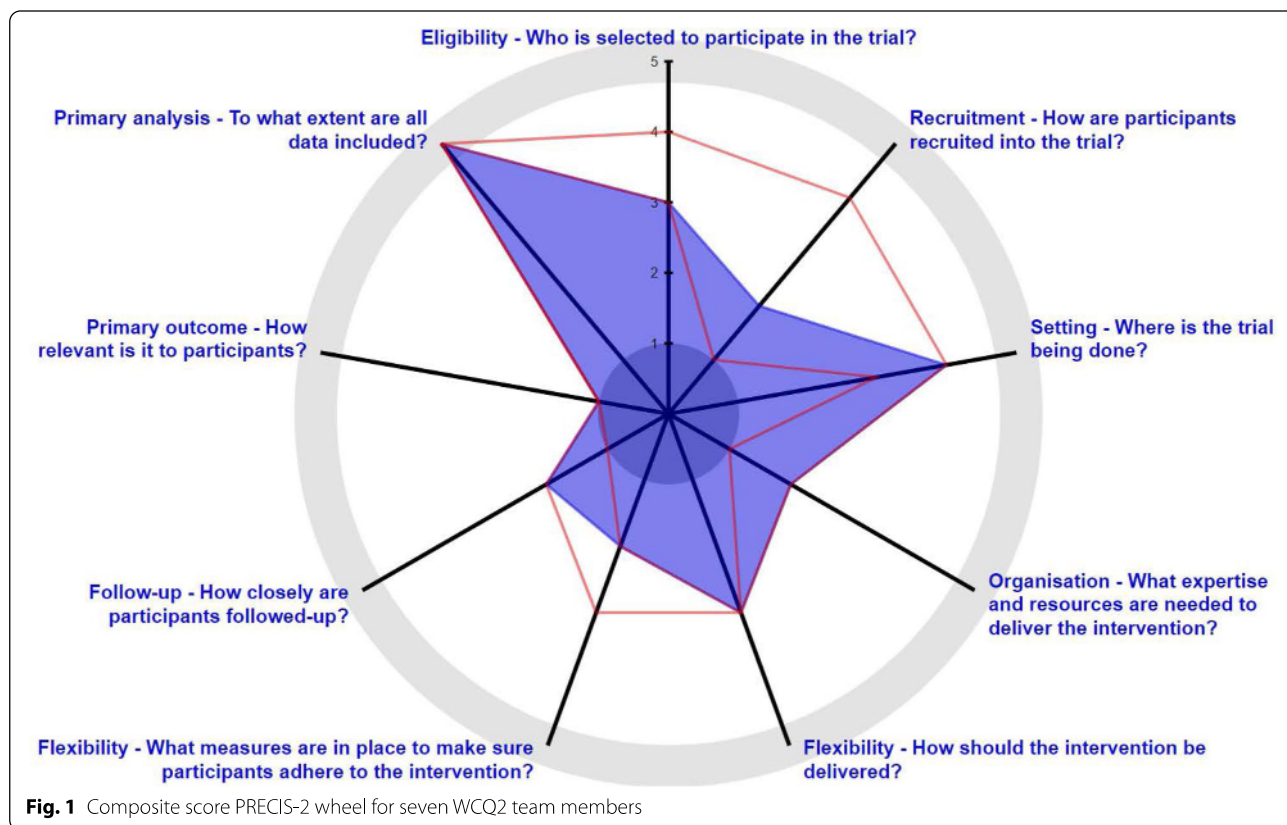 Eligibility - Who is selected to participate in the trial?
5
Primary analysis - To what extent are all
data included?
Recruitment - How are participants
recruited into the trial?
4
3
2
1
Primary outcome - How
relevant is it to participants?
Setting - Where is the trial
being done?
Follow-up - How closely are
participants followed-up?
Organisation - What expertise
and resources are needed to
deliver the intervention?
Flexibility - What measures are in place to make sure
participants adhere to the intervention?
Flexibility - How should the intervention be
delivered?
Fig. 1 Composite score PRECIS-2 wheel for seven WCQ2 team members